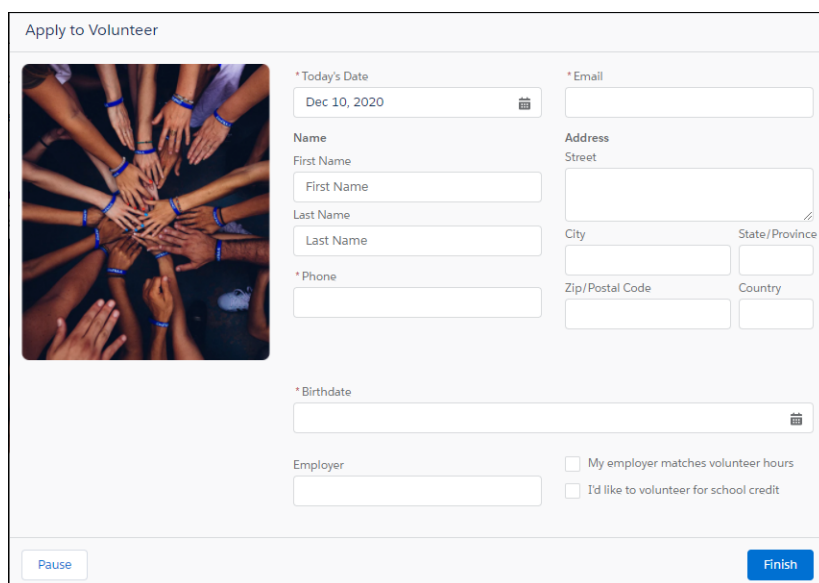 Apply to Volunteer
* Today's Date
Dec 10, 2020
Name
First Name
First Name
Last Name
Last Name
* Phone
* Email
Address
Street
City State/Province
Zip/Postal Code Country
* Birthdate
Employer
My employer matches volunteer hours
I'd like to volunteer for school credit
Pause Finish